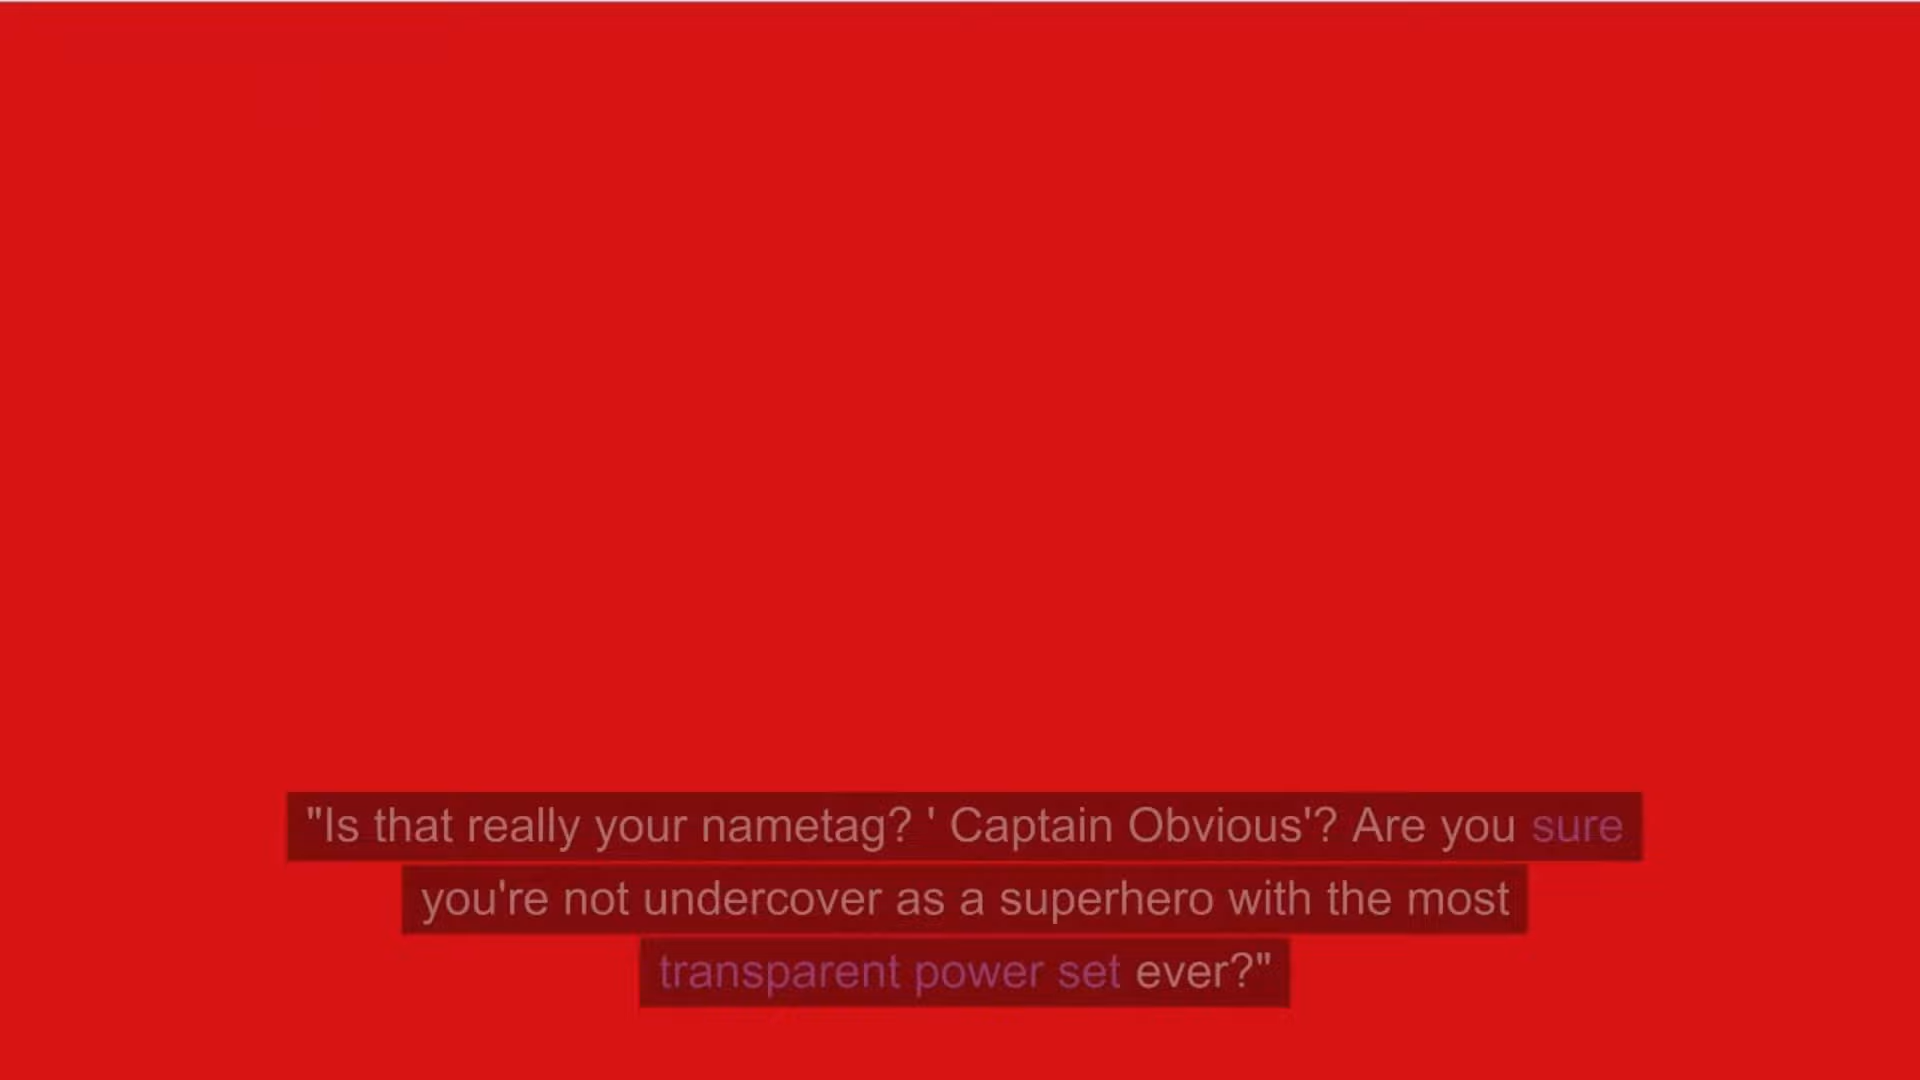 "Is that really your nametag? ' Captain Obvious'? Are you sure
you're not undercover as a superhero with the most
transparent power set ever?"